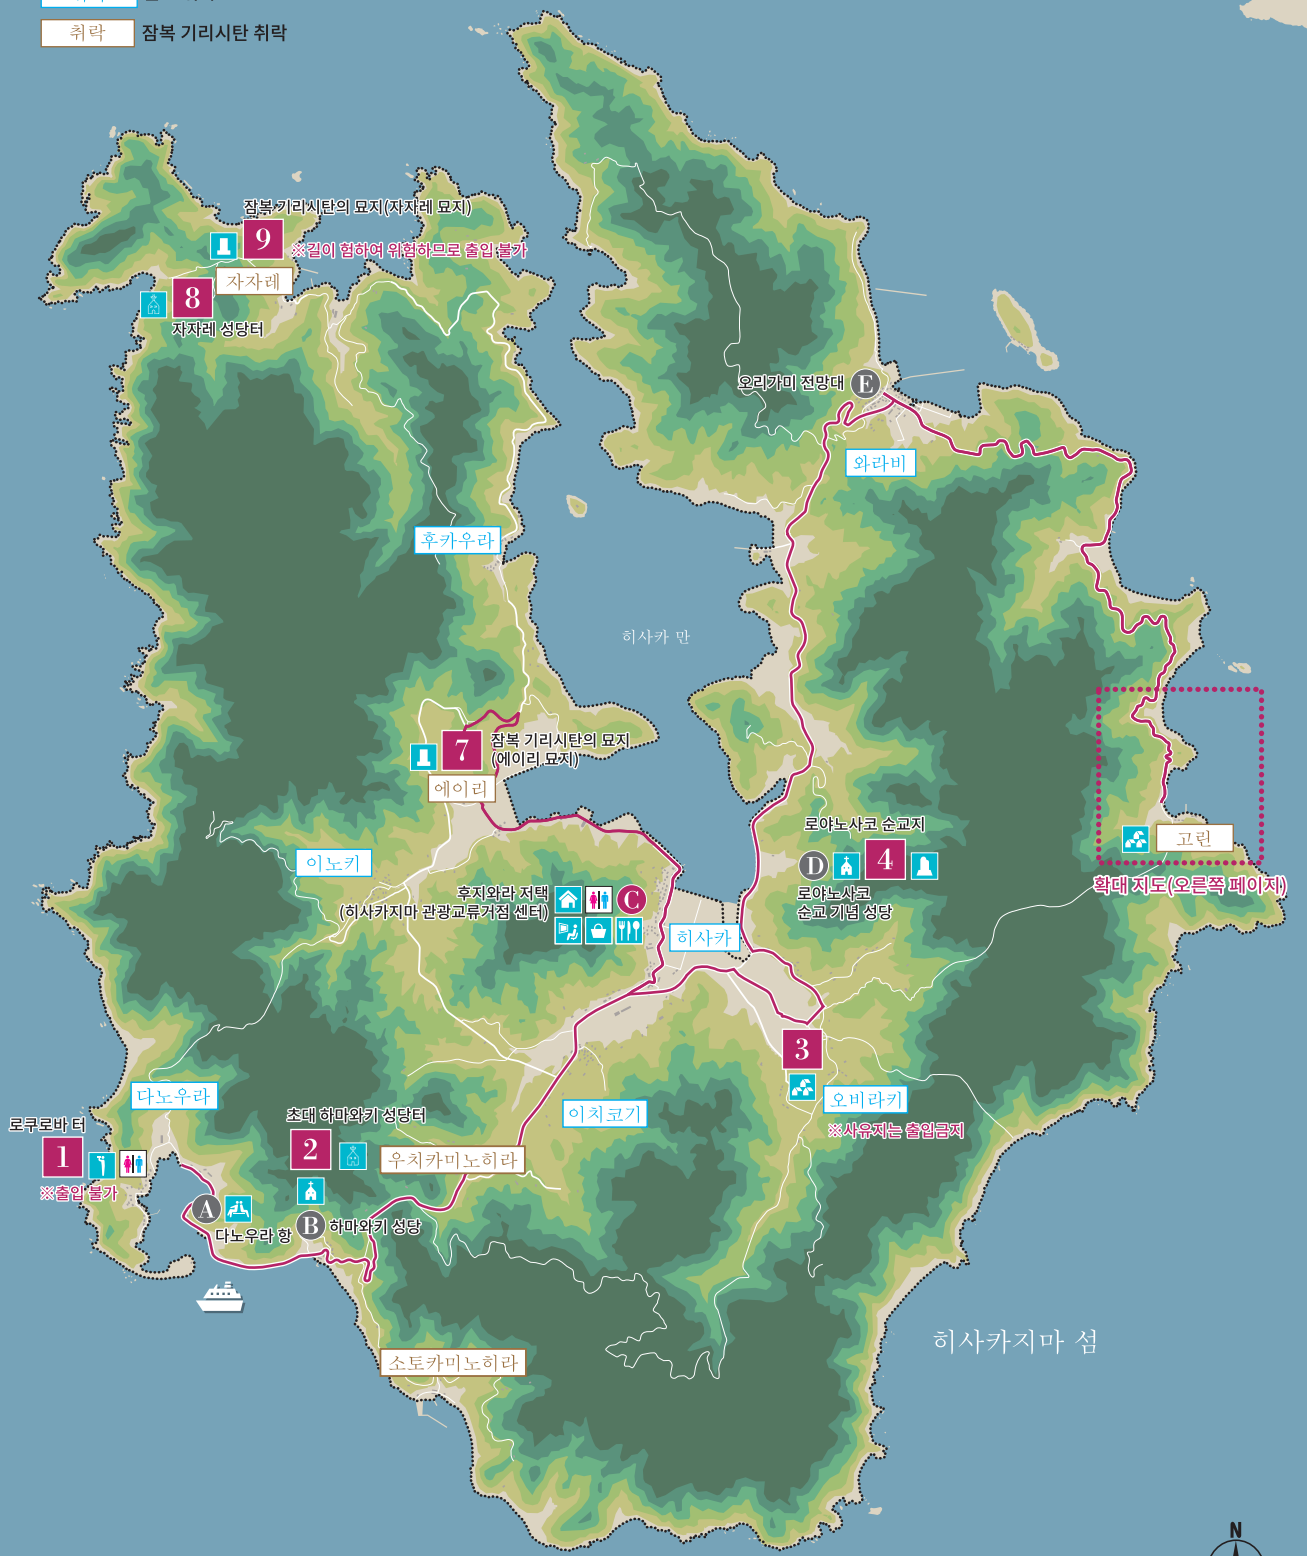 취락
잠복 기리시탄 취락
잠복 기리시탄의 묘지(자자레 묘지)
9
※길이 험하여 위험하므로 출입 불가
자자레
8
자자레 성당터
오리가미 전망대
E
와라비
후카우라
히사카 만
7
잠복 기리시탄의 묘지
(에이리 묘지)
에이리
로야노사코 순교지
D
4
로야노사코
순교 기념 성당
고린
확대 지도(오른쪽 페이지)
이노키
후지와라 저택
(히사카지마 관광교류거점 센터)
C
히사카
3
오비라키
※사유지는 출입금지
다노우라
이치코기
로쿠로바 터
1
※출입 불가
초대 하마와키 성당터
2
우치카미노히라
A
다노우라 항
B
하마와키 성당
히사카지마 섬
소토카미노히라
N